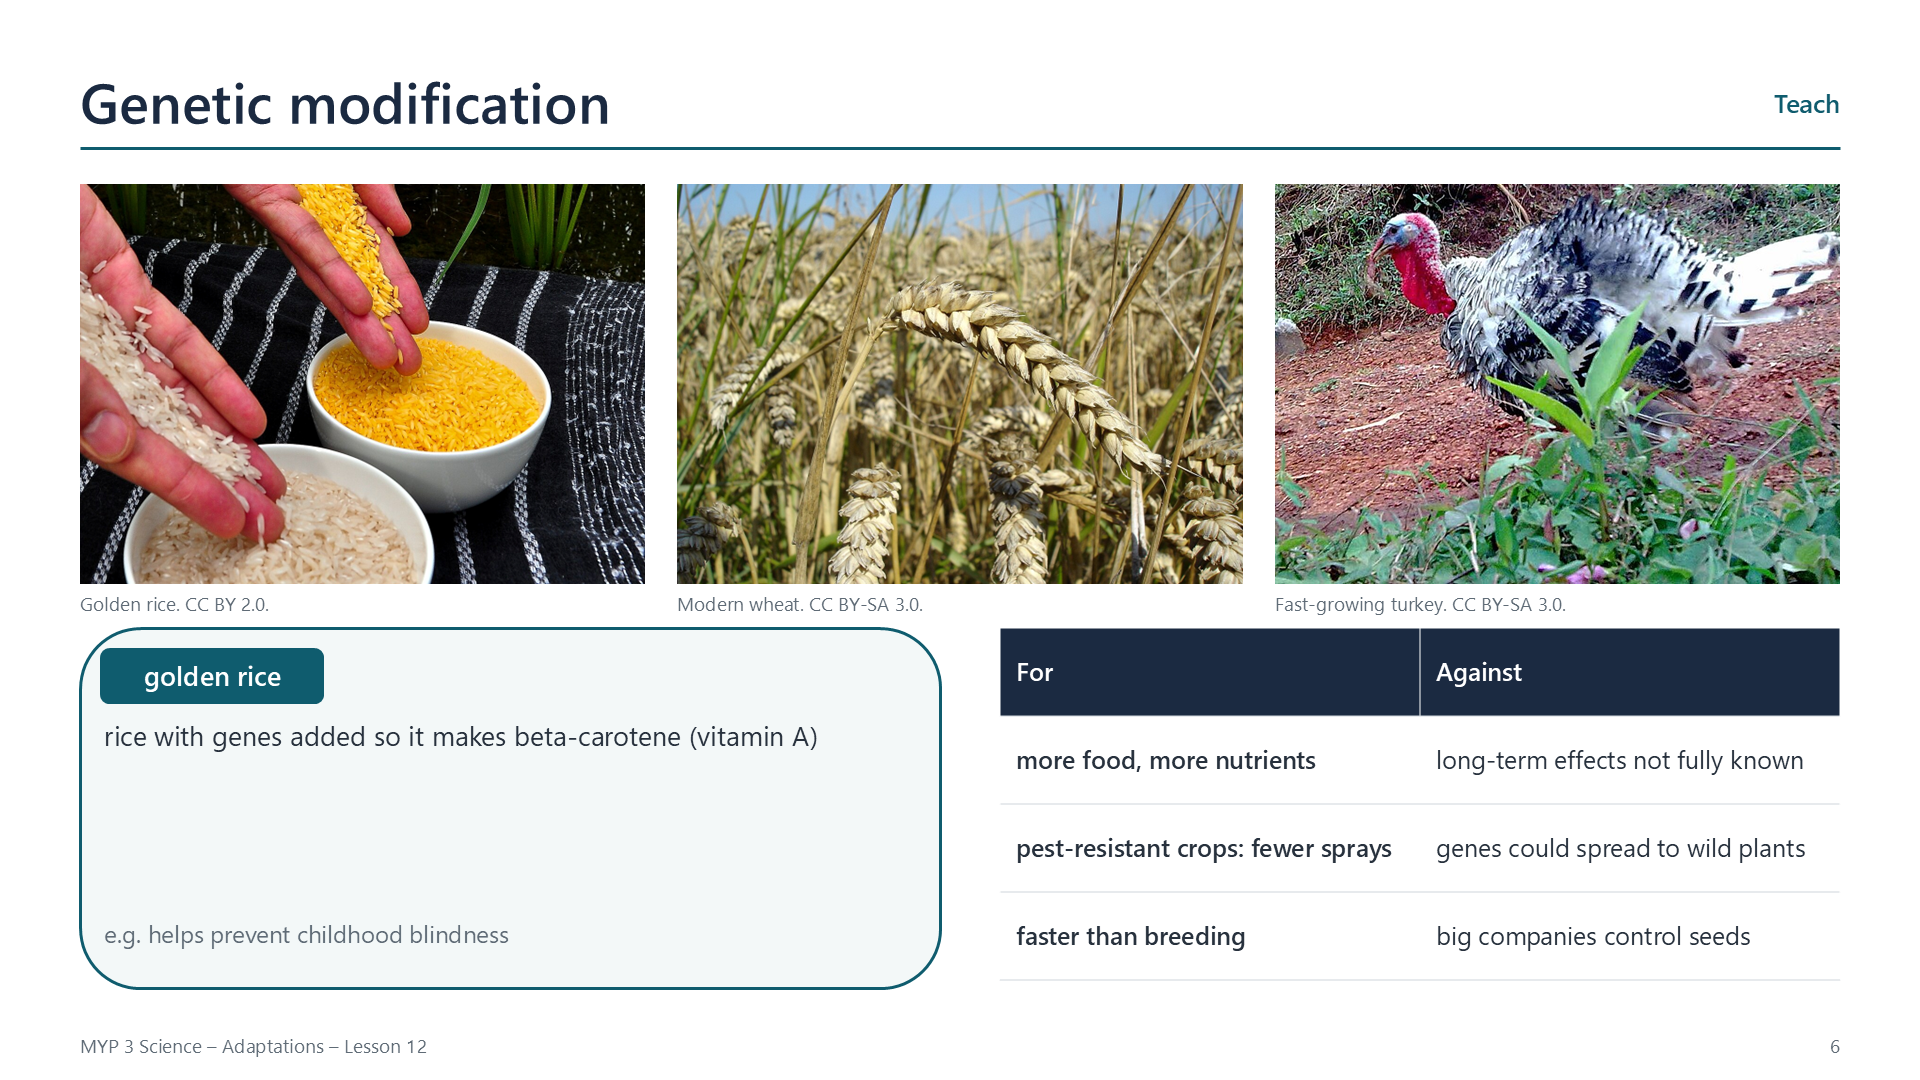 Genetic modification
Teach
Golden rice. CC BY 2.0.
Modern wheat. CC BY-SA 3.0.
Fast-growing turkey. CC BY-SA 3.0.
golden rice
rice with genes added so it makes beta-carotene (vitamin A)
e.g. helps prevent childhood blindness
For
Against
more food, more nutrients
long-term effects not fully known
pest-resistant crops: fewer sprays
genes could spread to wild plants
faster than breeding
big companies control seeds
MYP 3 Science – Adaptations – Lesson 12
6